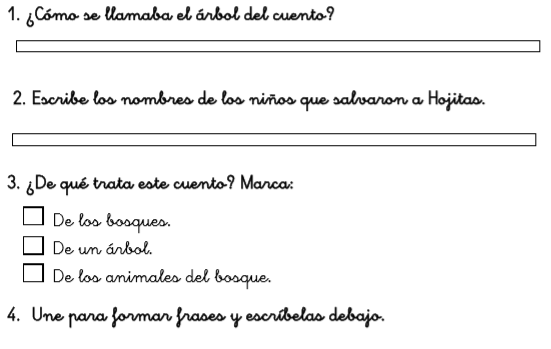 1. ¿Cómo se llamaba el árbol del cuento?
2. Escribe los nombres de los niños que salvaron a Hojitas.
3. ¿De qué trata este cuento? Marca:
De los bosques.
De un árbol.
De los animales del bosque.
4. Une para formar frases y escríbelas debajo.